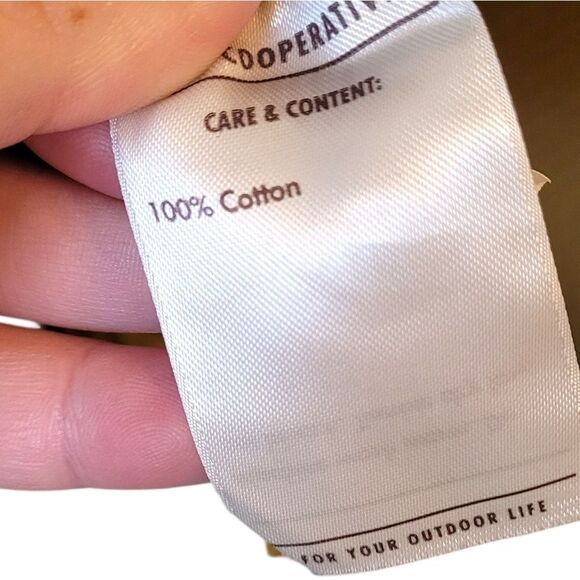 COOPERATIV
CARE & CONTENT:
100% Cotton
FOR YOUR OUTDOOR LIFE